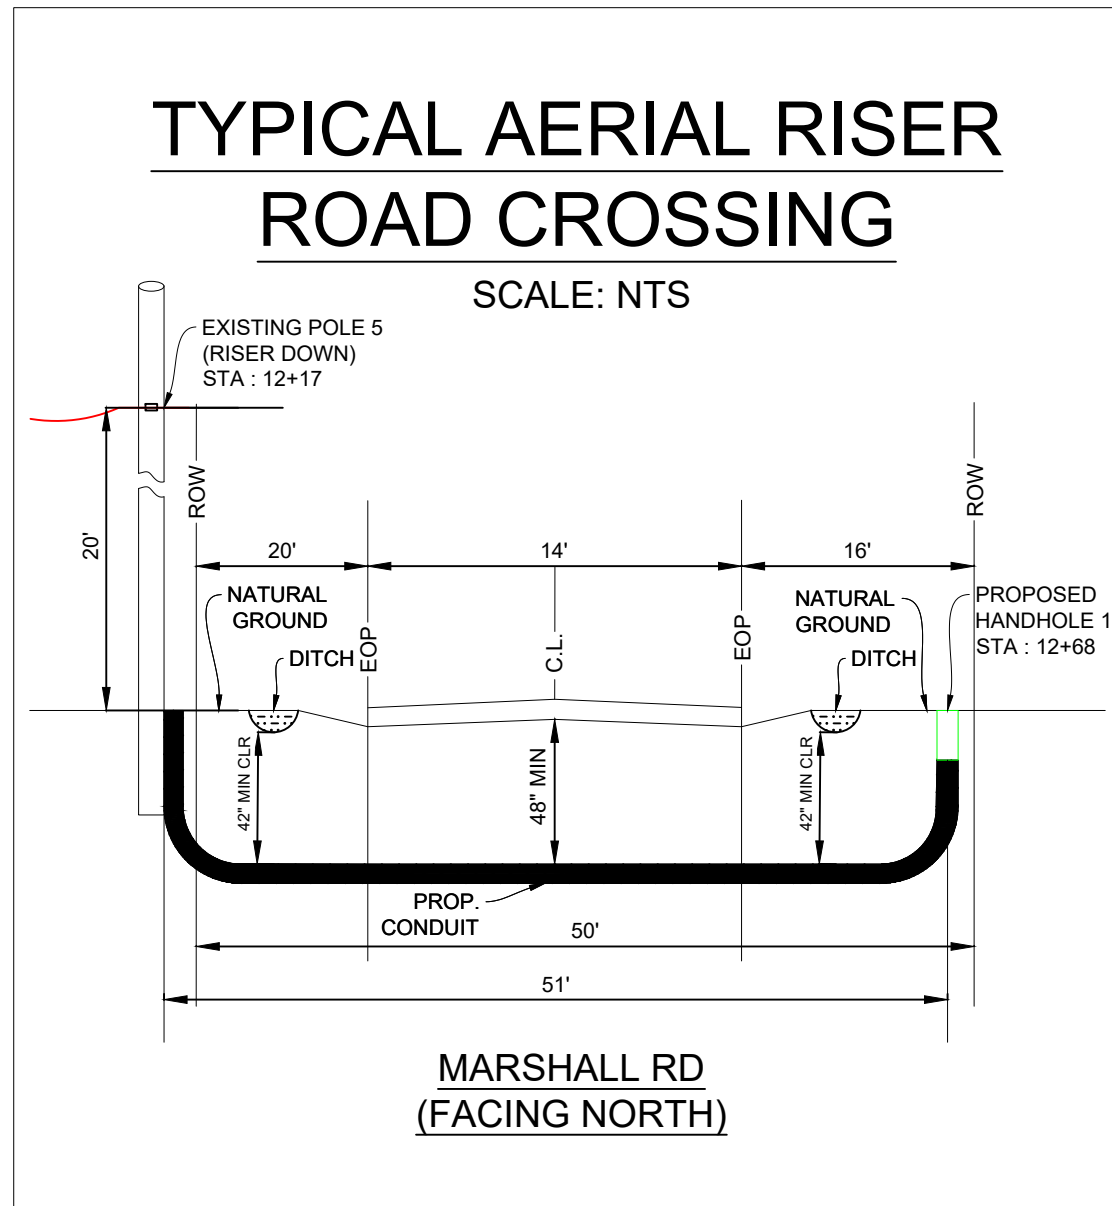 TYPICAL AERIAL RISER
ROAD CROSSING
SCALE: NTS
EXISTING POLE 5
(RISER DOWN)
STA : 12+17
ROW
ROW
20'
20'
14'
16'
NATURAL
GROUND
DITCH
EOP
C.L.
EOP
NATURAL
GROUND
DITCH
PROPOSED
HANDHOLE 1
STA : 12+68
42" MIN CLR
48" MIN
42" MIN CLR
PROP.
CONDUIT
50'
51'
MARSHALL RD
(FACING NORTH)